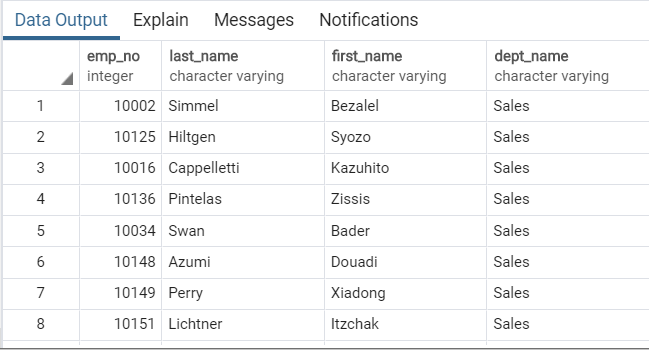 Data Output Explain Messages Notifications
emp_no last_name first_name dept_name
integer character varying character varying character varying
1 10002 Simmel Bezalel Sales
2 10125 Hiltgen Syozo Sales
3 10016 Cappelletti Kazuhito Sales
4 10136 Pintelas Zissis Sales
5 10034 Swan Bader Sales
6 10148 Azumi Douadi Sales
7 10149 Perry Xiadong Sales
8 10151 Lichtner Itzchak Sales